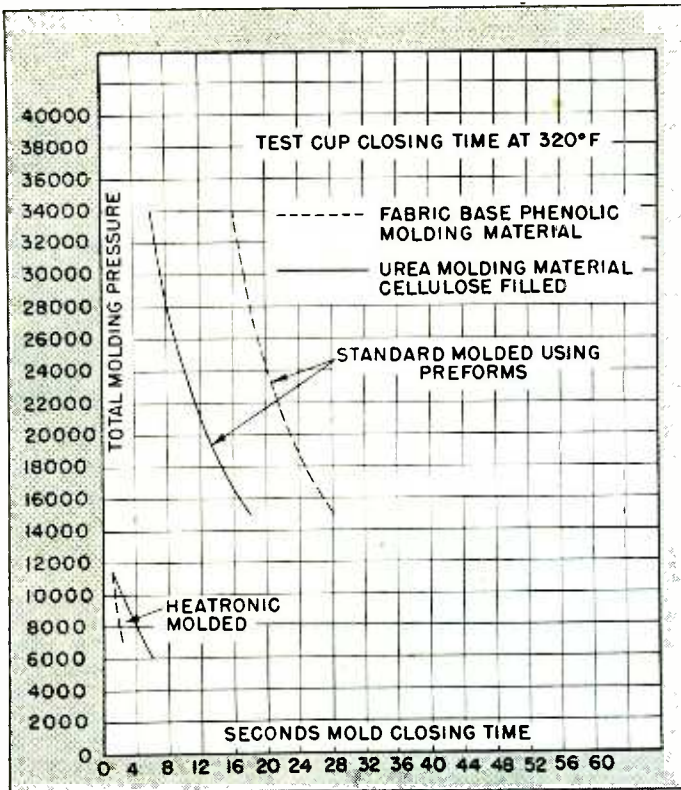 40000
38000
36000
34000
32000
30000
28000
26000
24000
22000
20000
18000
16000
14000
12000
10000
8000
6000
4000
2000
0
TOTAL MOLDING PRESSURE
TEST CUP CLOSING TIME AT 320°F
FABRIC BASE PHENOLIC
MOLDING MATERIAL
UREA MOLDING MATERIAL
CELLULOSE FILLED
STANDARD MOLDED USING
PREFORMS
HEATRONIC
MOLDED
SECONDS MOLD CLOSING TIME
0 4 8 12 16 20 24 28 32 36 40 44 48 52 56 60